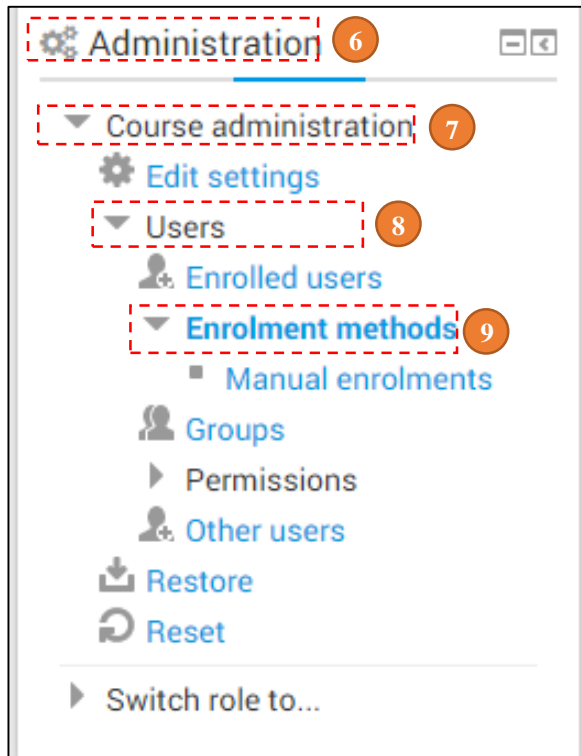 Administration 6
Course administration 7
Edit settings
Users 8
Enrolled users
Enrolment methods 9
Manual enrolments
Groups
Permissions
Other users
Restore
Reset
Switch role to...